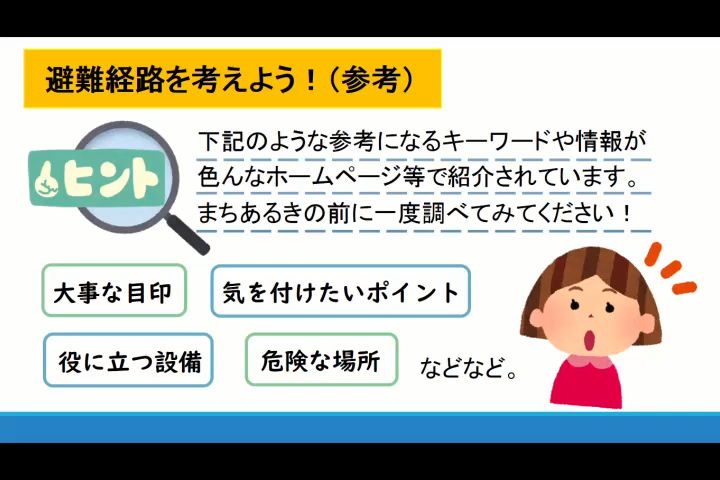 避難経路を考えよう！（参考）
ヒント
下記のような参考になるキーワードや情報が
色んなホームページ等で紹介されています。
まちあるきの前に一度調べてみてください！
大事な目印
気を付けたいポイント
役に立つ設備
危険な場所
などなど。